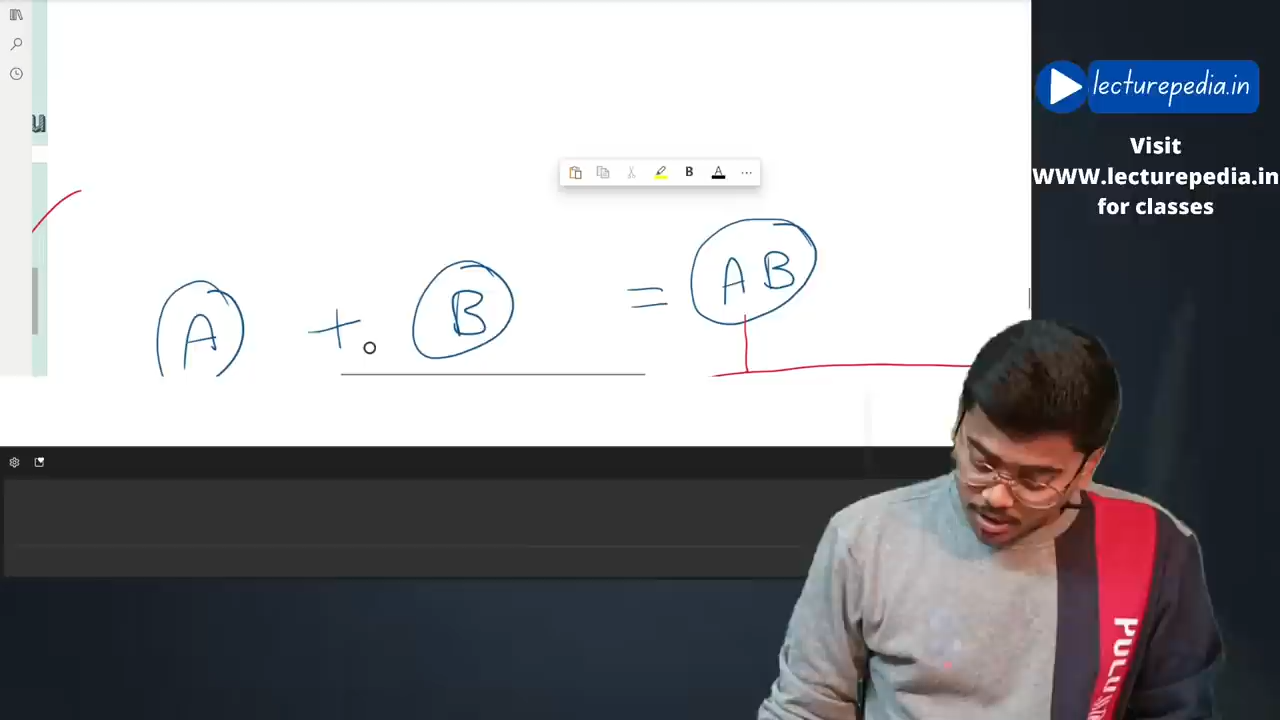 lecturepedia.in
Visit
WWW.lecturepedia.in
for classes
B A
A + B = AB